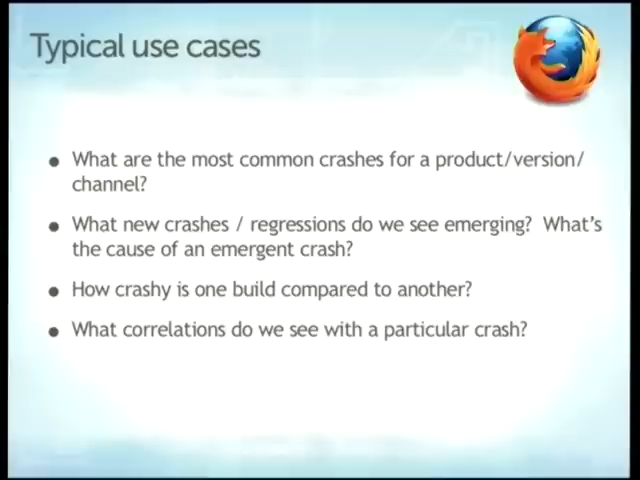 Typical use cases
● What are the most common crashes for a product/version/
channel?
● What new crashes / regressions do we see emerging?  What's
the cause of an emergent crash?
● How crashy is one build compared to another?
● What correlations do we see with a particular crash?